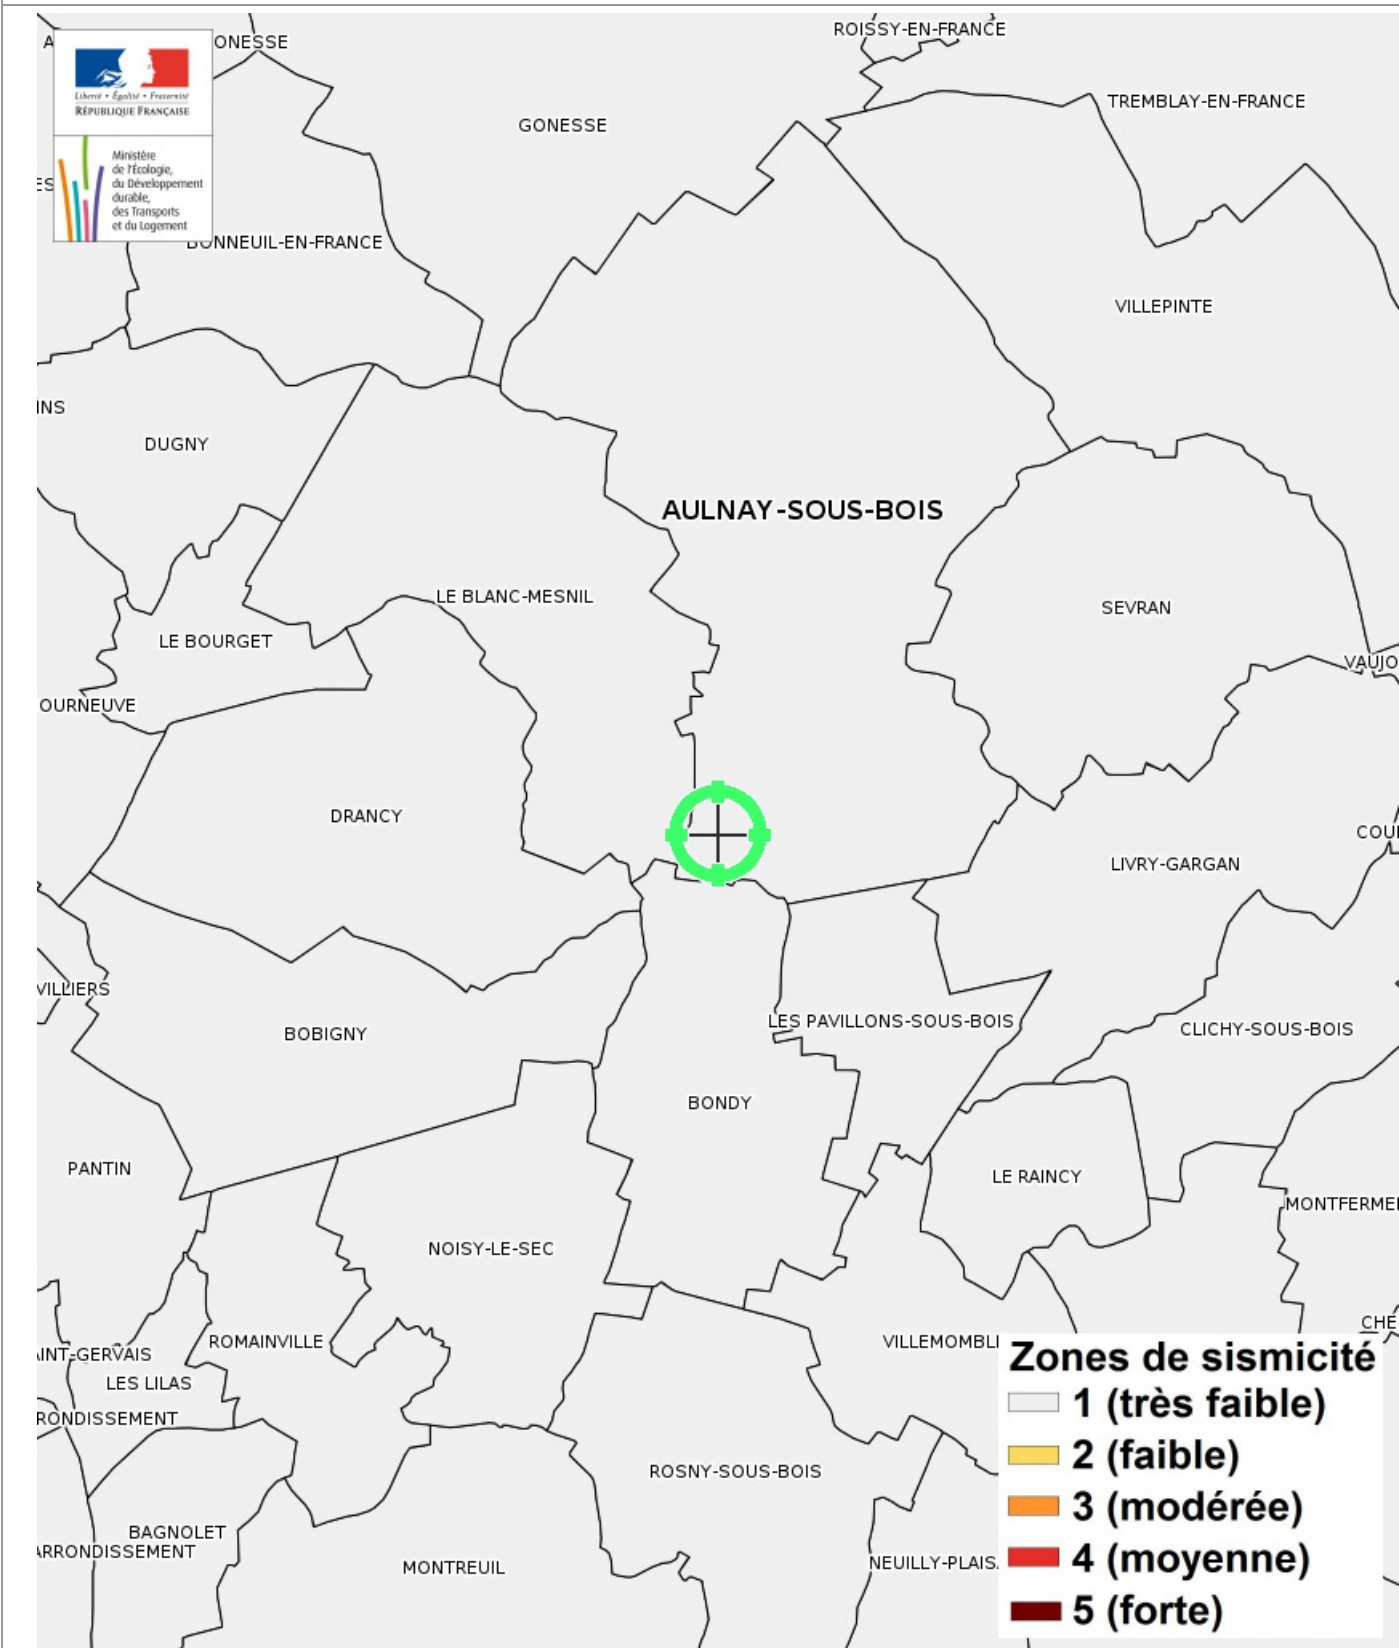 ONESSE
ROISSY-EN-FRANCE
Liberté • Égalité • Fraternité
RÉPUBLIQUE FRANÇAISE
TREMBLAY-EN-FRANCE
GONESSE
Ministère
de l'Écologie,
du Développement
durable,
des Transports
et du Logement
BONNEUIL-EN-FRANCE
VILLEPINTE
INS
DUGNY
AULNAY-SOUS-BOIS
LE BLANC-MESNIL
SEVRAN
LE BOURGET
VAUJO
OURNEUVE
DRANCY
COU
LIVRY-GARGAN
VILLIERS
BOBIGNY
LES PAVILLONS-SOUS-BOIS
CLICHY-SOUS-BOIS
BONDY
PANTIN
LE RAINCY
MONTFERME
NOISY-LE-SEC
CHE
ROMAINVILLE
VILLEMOMBL
AINT-GERVAIS
LES LILAS
RONDISSEMENT
ROSNY-SOUS-BOIS
BAGNOLET
ARRONDISSEMENT
MONTREUIL
NEUILLY-PLAIS
Zones de sismicité
1 (très faible)
2 (faible)
3 (modérée)
4 (moyenne)
5 (forte)